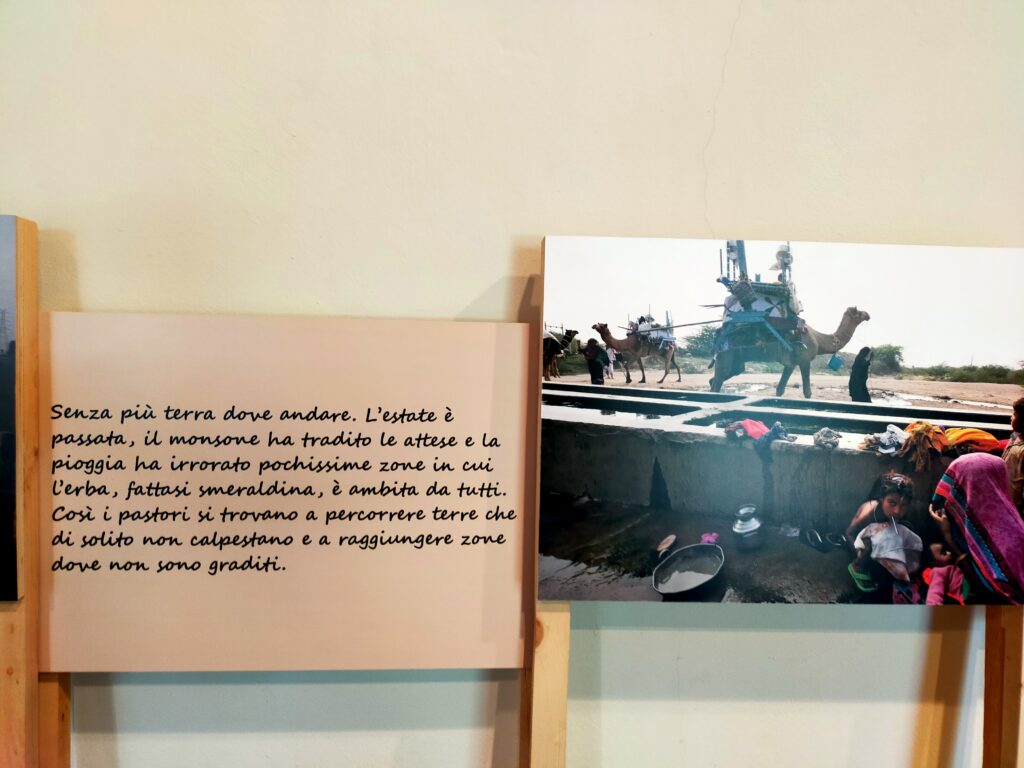 Senza più terra dove andare. L'estate è
passata, il monsone ha tradito le attese e la
pioggia ha irrorato pochissime zone in cui
l'erba, fattasi smeraldina, è ambita da tutti.
Così i pastori si trovano a percorrere terre che
di solito non calpestano e a raggiungere zone
dove non sono graditi.